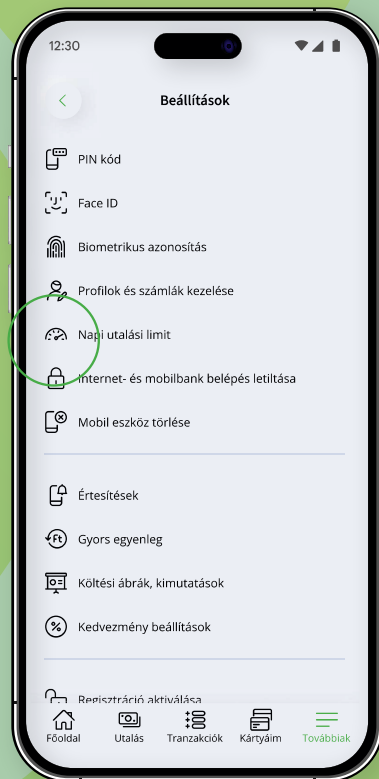 12:30
Beállítások
PIN kód
Face ID
Biometrikus azonosítás
Profilok és számlák kezelése
Napi utalási limit
Internet- és mobilbank belépés letiltása
Mobil eszköz törlése
Értesítések
Ft
Gyors egyenleg
Költési ábrák, kimutatások
%
Kedvezmény beállítások
Regisztráció aktiválása
Főoldal
Utalás
Tranzakciók
Kártyáim
Továbbiak